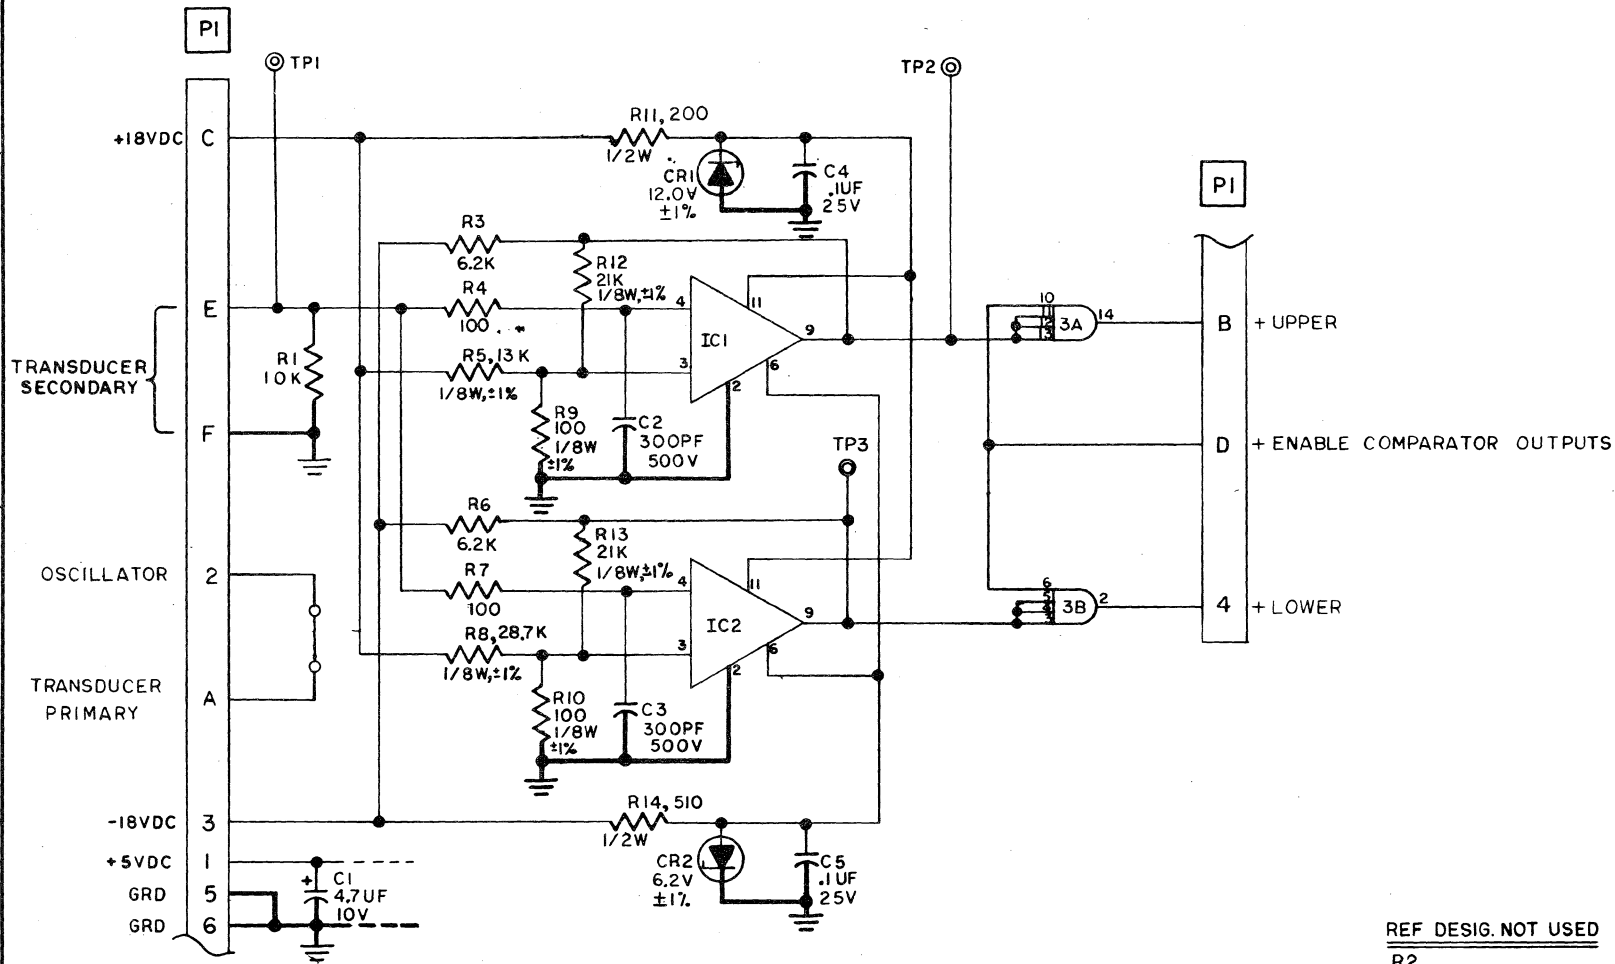 P1
TP1
TP2
R11, 200
1/2W
+18VDC C
CR1
12.0V
±1%
C4
.1UF
25V
P1
R3
6.2K
R12
21K
1/8W,±1%
R4
100
E
4
11
IC1
9
3
6
2
R5, 13K
1/8W,±1%
R1
10K
TRANSDUCER
SECONDARY
F
R9
100
1/8W
±1%
C2
300PF
500V
10
3A
14
B + UPPER
D + ENABLE COMPARATOR OUTPUTS
TP3
R6
6.2K
R13
21K
1/8W,±1%
R7
100
4
11
IC2
9
3
6
2
R8, 28.7K
1/8W,±1%
OSCILLATOR 2
6
5
3B
2
4 + LOWER
TRANSDUCER
PRIMARY
A
R10
100
1/8W
±1%
C3
300PF
500V
R14, 510
1/2W
-18VDC 3
+5VDC 1
GRD 5
GRD 6
+
C1
4.7UF
10V
CR2
6.2V
±1%
C5
.1UF
25V
REF DESIG. NOT USED
R2